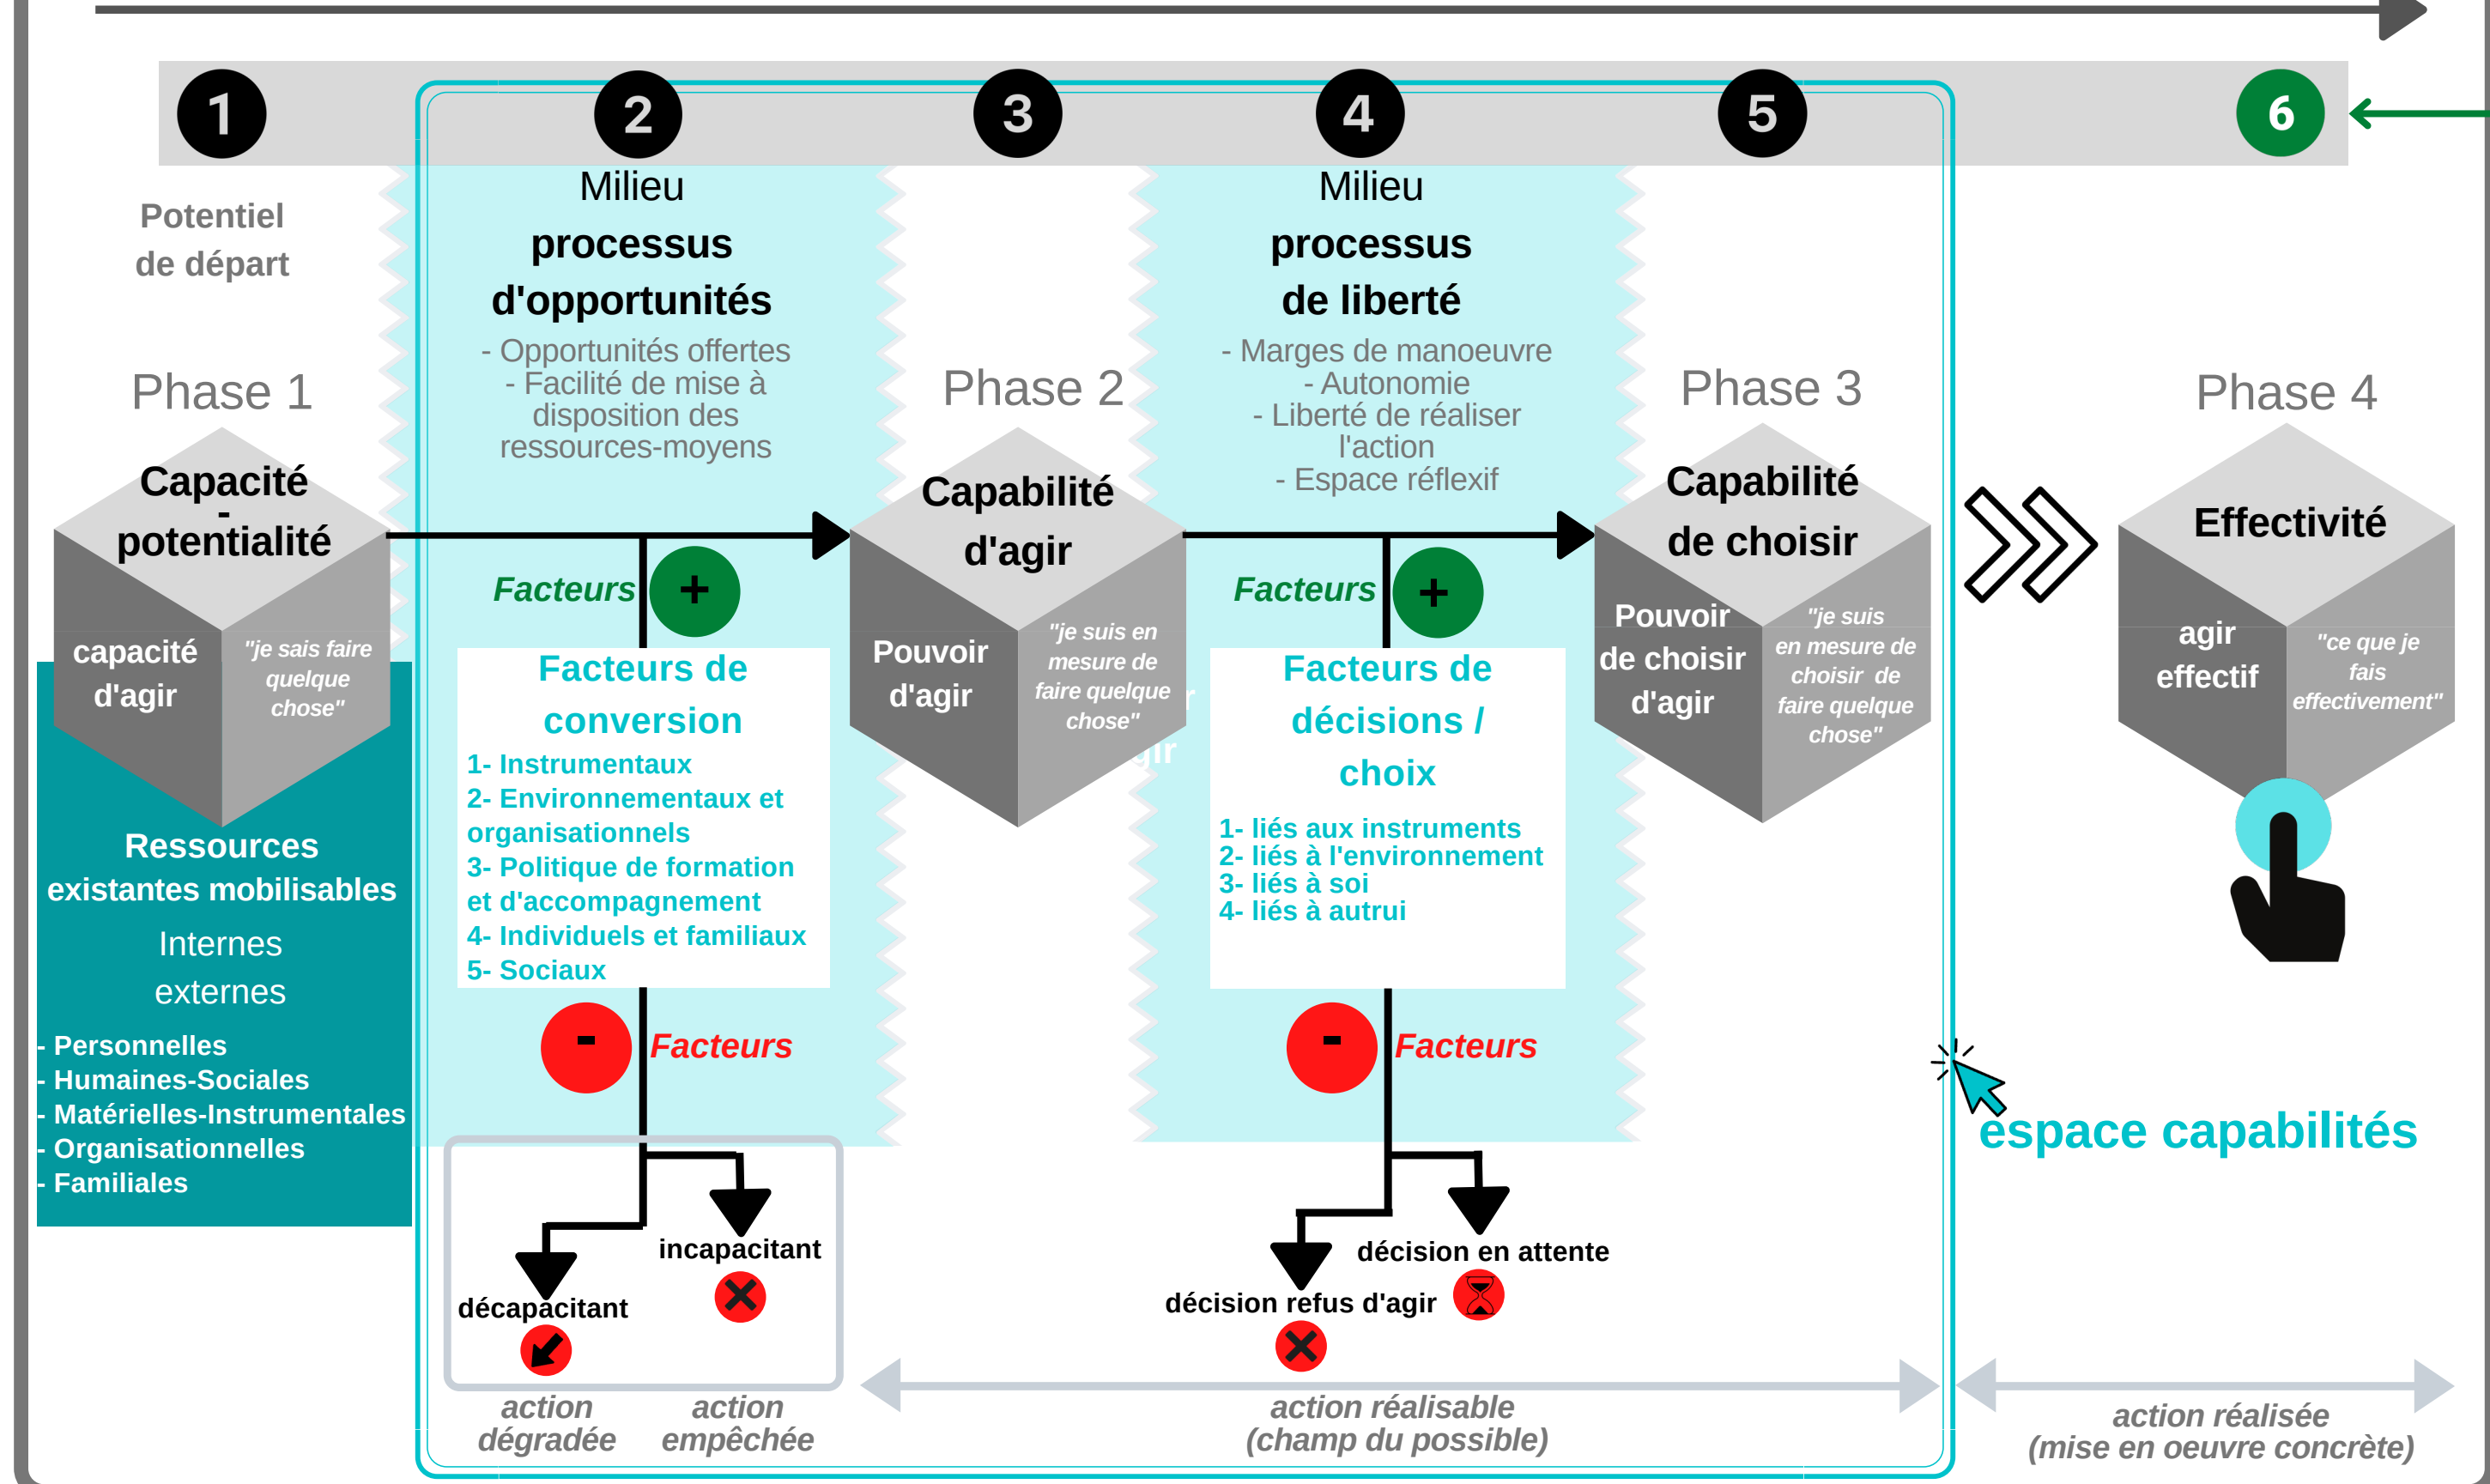 1
2
3
4
5
6
Potentiel
de départ
Phase 1
Capacité
-
potentialité
capacité
d'agir
"je sais faire
quelque
chose"
Ressources
existantes mobilisables
Internes
externes
- Personnelles
- Humaines-Sociales
- Matérielles-Instrumentales
- Organisationnelles
- Familiales
Milieu
processus
d'opportunités
- Opportunités offertes
- Facilité de mise à
disposition des
ressources-moyens
Facteurs
+
Facteurs de
conversion
1- Instrumentaux
2- Environnementaux et
organisationnels
3- Politique de formation
et d'accompagnement
4- Individuels et familiaux
5- Sociaux
-
Facteurs
incapacitant
décapacitant
action
dégradée
action
empêchée
Phase 2
Capabilité
d'agir
Pouvoir
d'agir
"je suis en
mesure de
faire quelque
chose"
Milieu
processus
de liberté
- Marges de manoeuvre
- Autonomie
- Liberté de réaliser
l'action
- Espace réflexif
Facteurs
+
Facteurs de
décisions /
choix
1- liés aux instruments
2- liés à l'environnement
3- liés à soi
4- liés à autrui
-
Facteurs
décision en attente
décision refus d'agir
action réalisable
(champ du possible)
Phase 3
Capabilité
de choisir
Pouvoir
de choisir
d'agir
"je suis
en mesure de
choisir de
faire quelque
chose"
Phase 4
Effectivité
agir
effectif
"ce que je
fais
effectivement"
espace capabilités
action réalisée
(mise en oeuvre concrète)